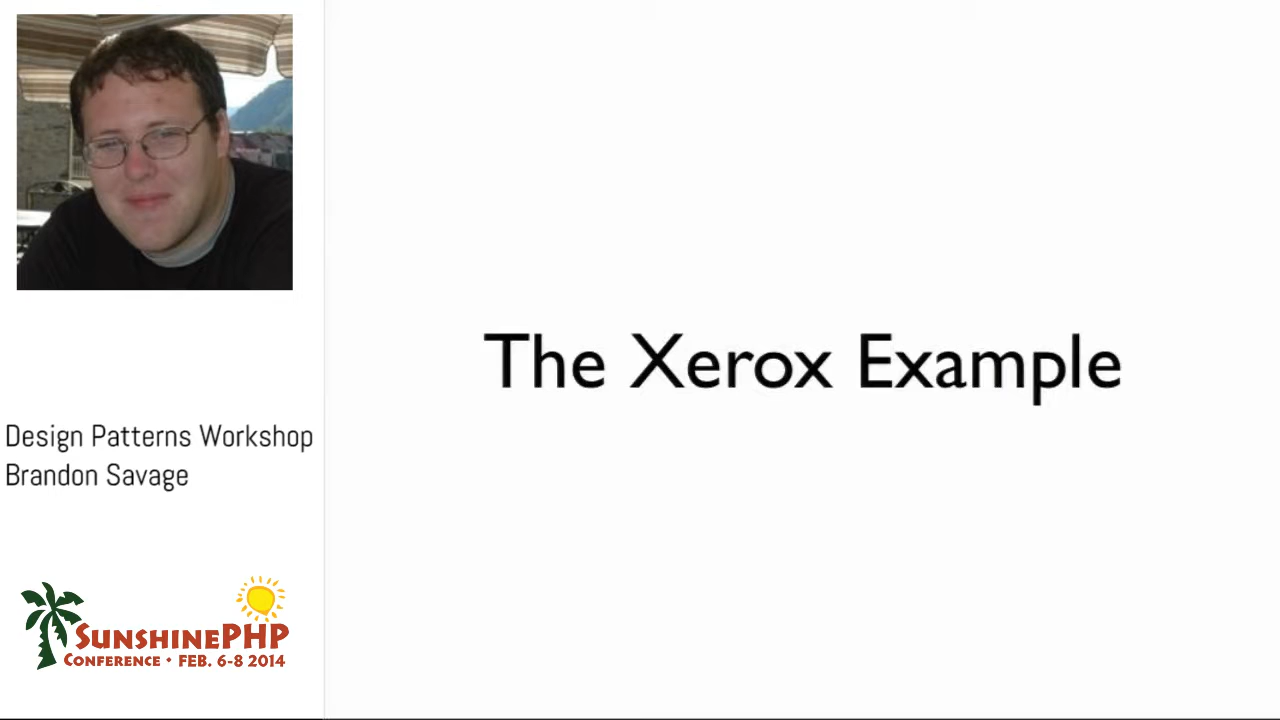 The Xerox Example
Design Patterns Workshop
Brandon Savage
SUNSHINEPHP
CONFERENCE • FEB. 6-8 2014